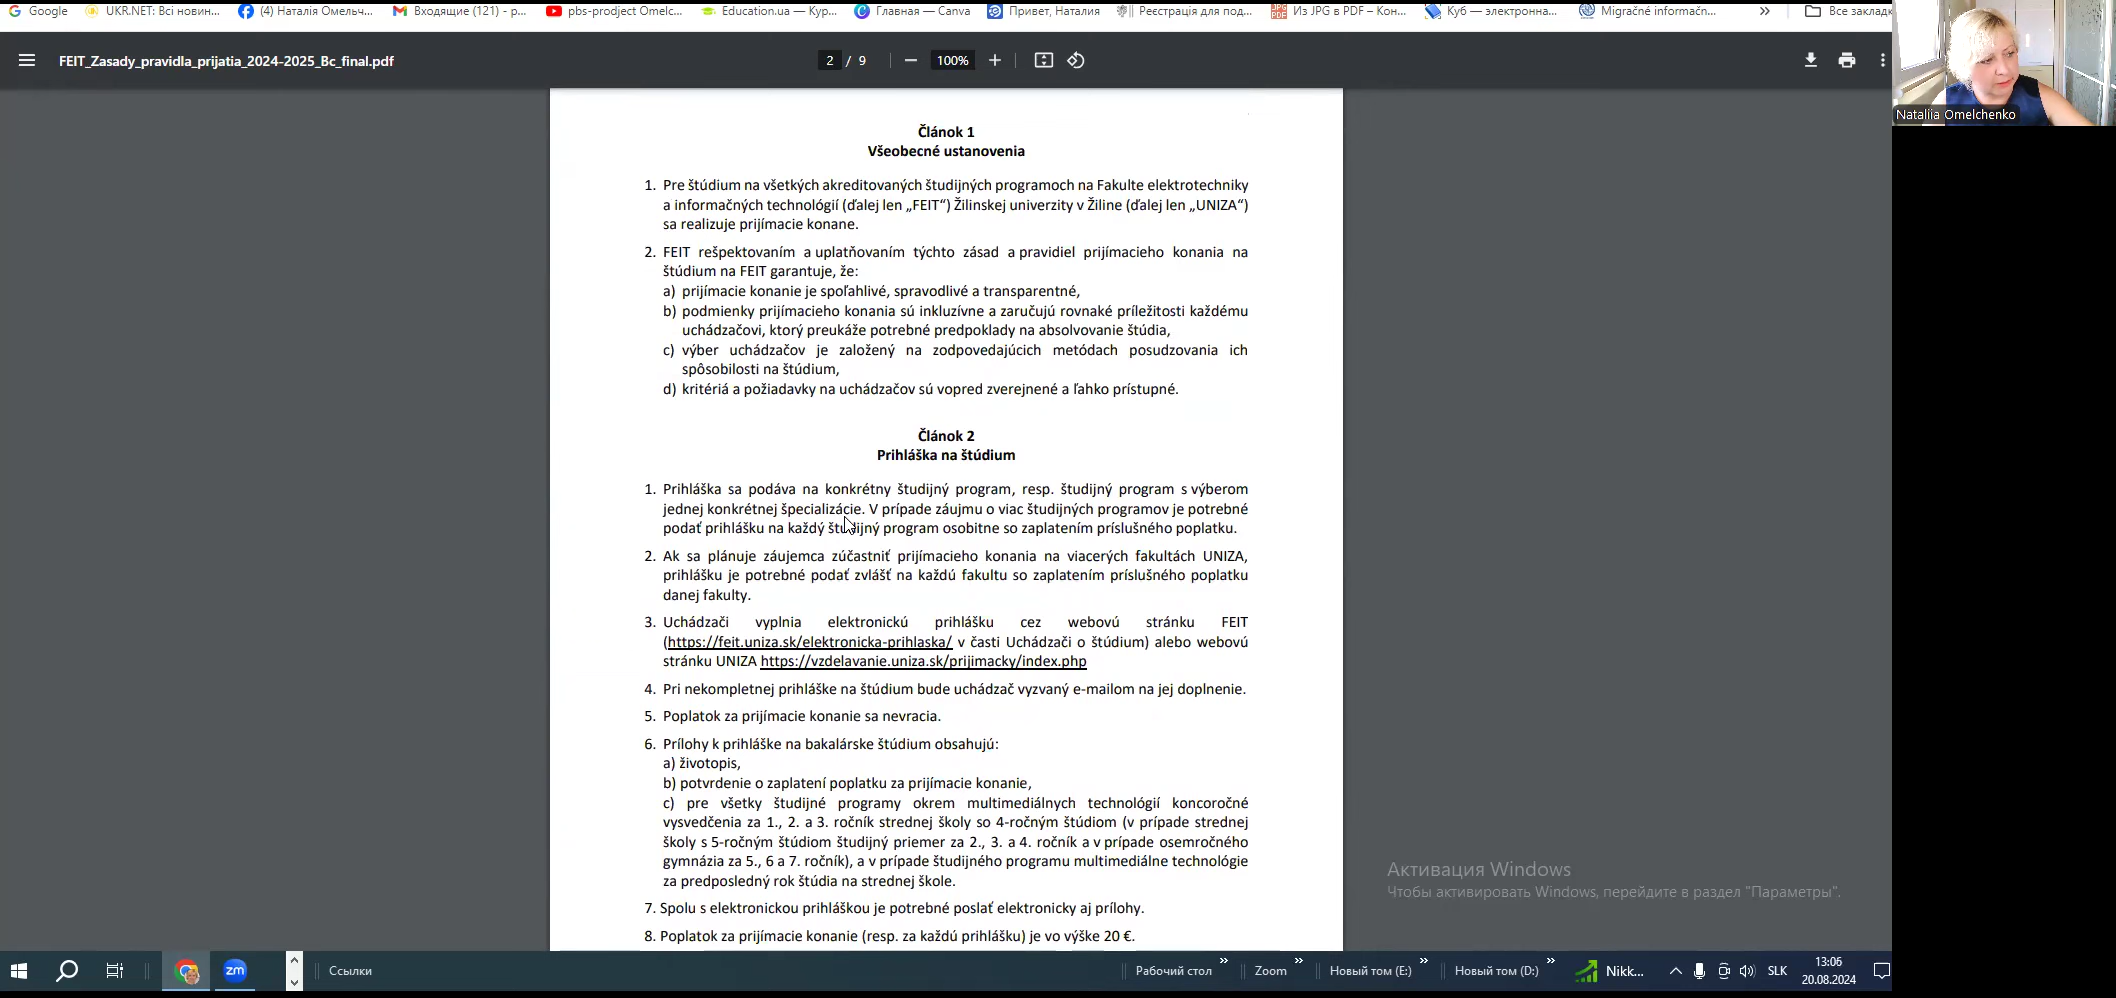 Google
UKR.NET: Всі новин...
(4) Наталія Омельч...
Входящие (121) - p...
pbs-prodject Omelc...
Education.ua — Кур...
Главная — Canva
Привет, Наталия
Реєстрація для под...
Из JPG в PDF – Кон...
Куб — электронна...
Migračné informačn...
»
Все заклад
FEIT_Zasady_pravidla_prijatia_2024-2025_Bc_final.pdf
2 / 9
100%
Nataliia Omelchenko
Článok 1
Všeobecné ustanovenia
1. Pre štúdium na všetkých akreditovaných študijných programoch na Fakulte elektrotechniky
a informačných technológií (ďalej len „FEIT“) Žilinskej univerzity v Žiline (ďalej len „UNIZA“)
sa realizuje prijímacie konane.
2. FEIT rešpektovaním a uplatňovaním týchto zásad a pravidiel prijímacieho konania na
štúdium na FEIT garantuje, že:
a) prijímacie konanie je spoľahlivé, spravodlivé a transparentné,
b) podmienky prijímacieho konania sú inkluzívne a zaručujú rovnaké príležitosti každému
uchádzačovi, ktorý preukáže potrebné predpoklady na absolvovanie štúdia,
c) výber uchádzačov je založený na zodpovedajúcich metódach posudzovania ich
spôsobilosti na štúdium,
d) kritériá a požiadavky na uchádzačov sú vopred zverejnené a ľahko prístupné.
Článok 2
Prihláška na štúdium
1. Prihláška sa podáva na konkrétny študijný program, resp. študijný program s výberom
jednej konkrétnej špecializácie. V prípade záujmu o viac študijných programov je potrebné
podať prihlášku na každý študijný program osobitne so zaplatením príslušného poplatku.
2. Ak sa plánuje záujemca zúčastniť prijímacieho konania na viacerých fakultách UNIZA,
prihlášku je potrebné podať zvlášť na každú fakultu so zaplatením príslušného poplatku
danej fakulty.
3. Uchádzači vyplnia elektronickú prihlášku cez webovú stránku FEIT
(https://feit.uniza.sk/elektronicka-prihlaska/ v časti Uchádzači o štúdium) alebo webovú
stránku UNIZA https://vzdelavanie.uniza.sk/prijimacky/index.php
4. Pri nekompletnej prihláške na štúdium bude uchádzač vyzvaný e-mailom na jej doplnenie.
5. Poplatok za prijímacie konanie sa nevracia.
6. Prílohy k prihláške na bakalárske štúdium obsahujú:
a) životopis,
b) potvrdenie o zaplatení poplatku za prijímacie konanie,
c) pre všetky študijné programy okrem multimediálnych technológií koncoročné
vysvedčenia za 1., 2. a 3. ročník strednej školy so 4-ročným štúdiom (v prípade strednej
školy s 5-ročným štúdiom študijný priemer za 2., 3. a 4. ročník a v prípade osemročného
gymnázia za 5., 6 a 7. ročník), a v prípade študijného programu multimediálne technológie
za predposledný rok štúdia na strednej škole.
7. Spolu s elektronickou prihláškou je potrebné poslať elektronicky aj prílohy.
8. Poplatok za prijímacie konanie (resp. za každú prihlášku) je vo výške 20 €.
Активация Windows
Чтобы активировать Windows, перейдите в раздел "Параметры".
zm
Ссылки
Рабочий стол »
Zoom »
Новый том (E:) »
Новый том (D:) »
Nikk...
SLK
13:06
20.08.2024